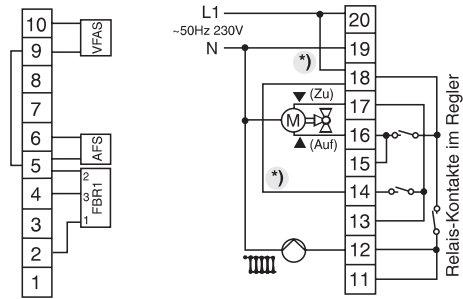 10
9
8
7
6
5
4
3
2
1
VFAS
AFS
2
3
1
FBR1
L1
~50Hz 230V
N
*)
*)
(Zu)
M
(Auf)
20
19
18
17
16
15
14
13
12
11
Relais-Kontakte im Regler